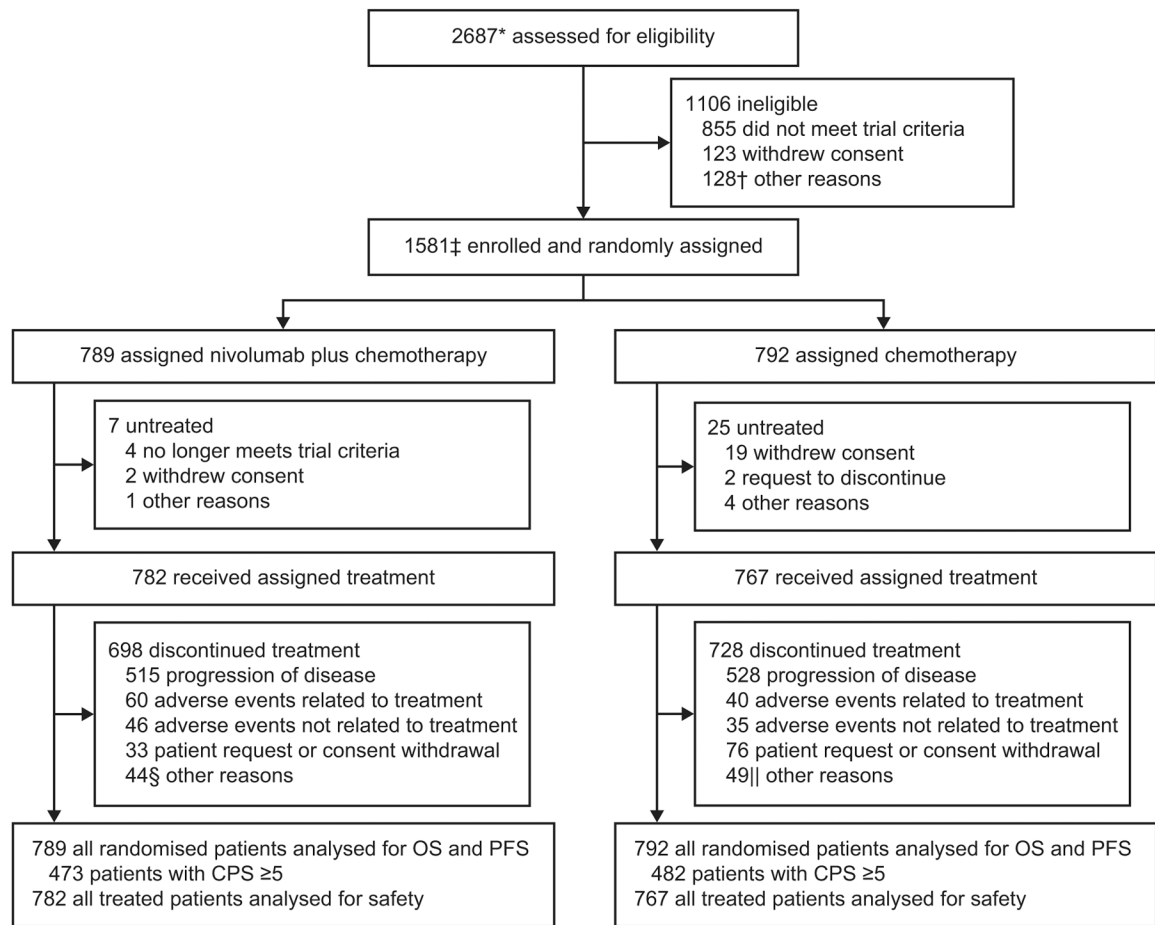 2687* assessed for eligibility
1106 ineligible
855 did not meet trial criteria
123 withdrew consent
128† other reasons
1581‡ enrolled and randomly assigned
789 assigned nivolumab plus chemotherapy
7 untreated
4 no longer meets trial criteria
2 withdrew consent
1 other reasons
782 received assigned treatment
698 discontinued treatment
515 progression of disease
60 adverse events related to treatment
46 adverse events not related to treatment
33 patient request or consent withdrawal
44§ other reasons
789 all randomised patients analysed for OS and PFS
473 patients with CPS ≥5
782 all treated patients analysed for safety
792 assigned chemotherapy
25 untreated
19 withdrew consent
2 request to discontinue
4 other reasons
767 received assigned treatment
728 discontinued treatment
528 progression of disease
40 adverse events related to treatment
35 adverse events not related to treatment
76 patient request or consent withdrawal
49|| other reasons
792 all randomised patients analysed for OS and PFS
482 patients with CPS ≥5
767 all treated patients analysed for safety